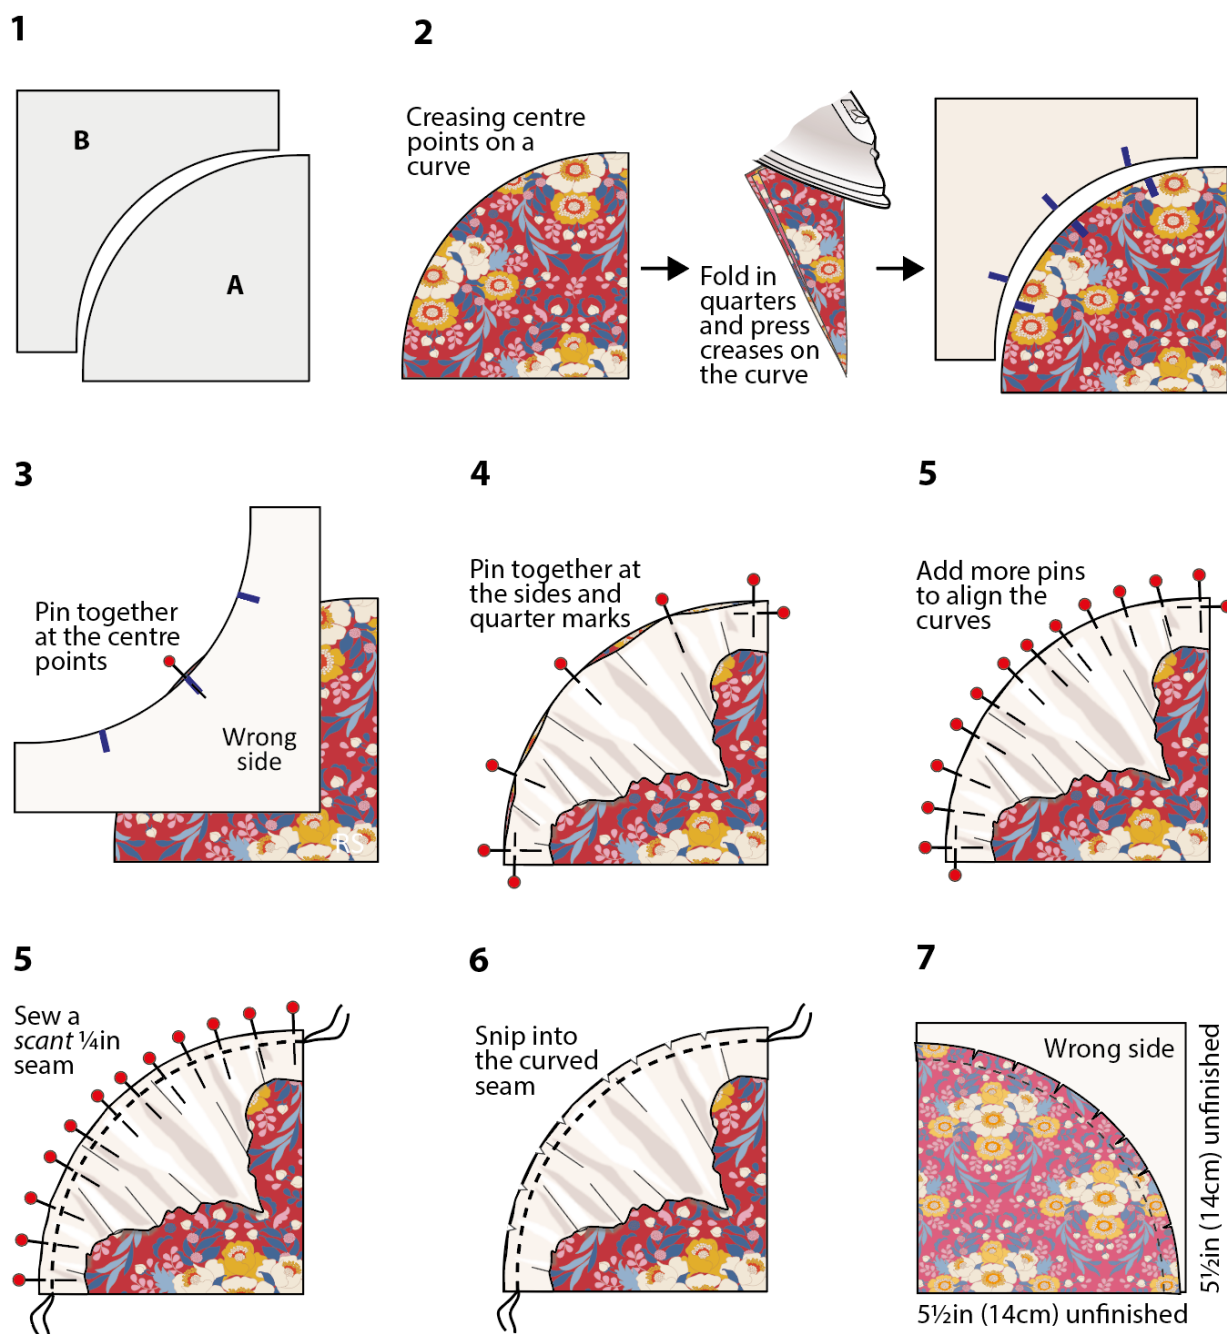 1
B
A
2
Creasing centre
points on a
curve
Fold in
quarters
and press
creases on
the curve
3
Pin together
at the centre
points
Wrong
side
RS
4
Pin together at
the sides and
quarter marks
5
Add more pins
to align the
curves
5
Sew a
scant ¼in
seam
6
Snip into
the curved
seam
7
Wrong side
5½in (14cm) unfinished
5½in (14cm) unfinished